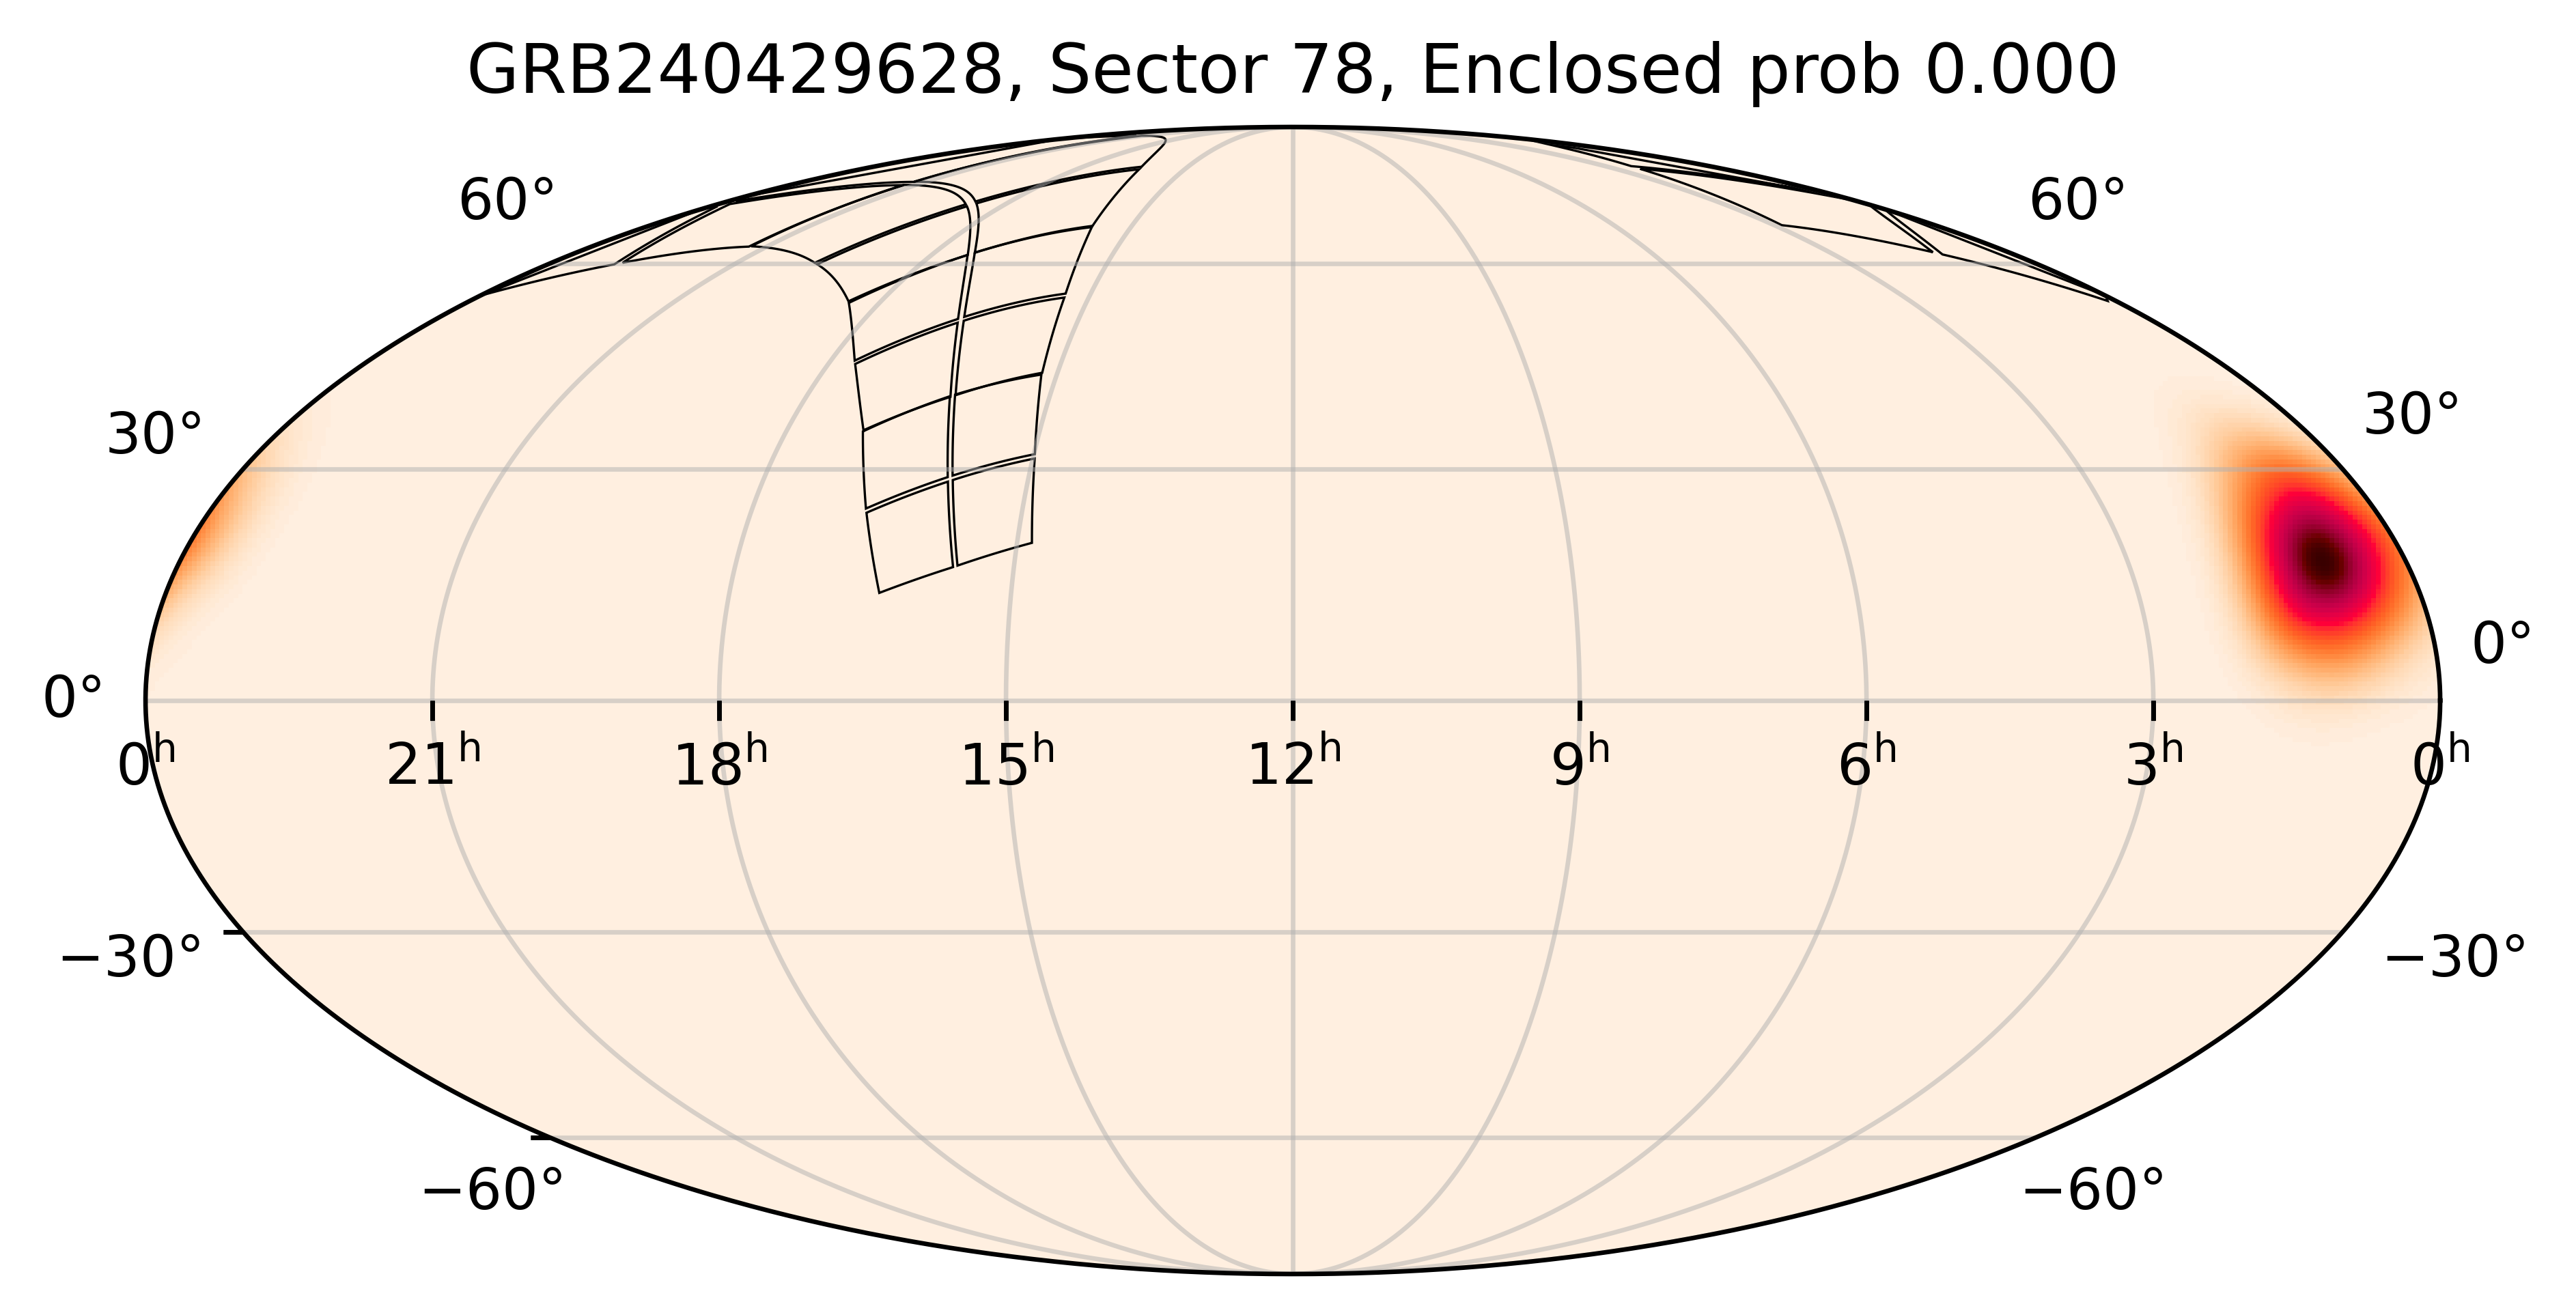 GRB240429628, Sector 78, Enclosed prob 0.000
60° 60°
30° 30°
0° 0°
0ʰ 21ʰ 18ʰ 15ʰ 12ʰ 9ʰ 6ʰ 3ʰ 0ʰ
−30° −30°
−60° −60°